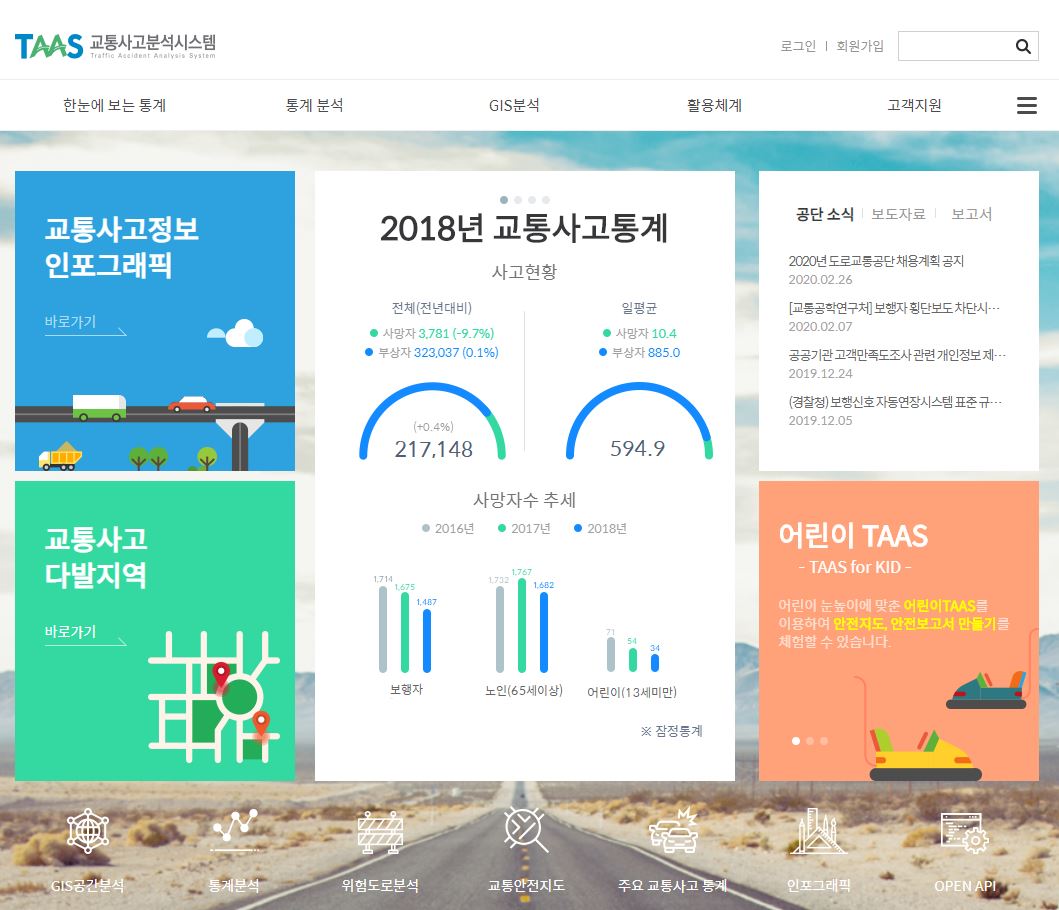 TAAS 교통사고분석시스템
Traffic Accident Analysis System
로그인 | 회원가입
한눈에 보는 통계
통계 분석
GIS분석
활용체계
고객지원
교통사고정보
인포그래픽
바로가기
교통사고
다발지역
바로가기
2018년 교통사고통계
사고현황
전체(전년대비)
사망자 3,781 (-9.7%)
부상자 323,037 (0.1%)
(+0.4%)
217,148
일평균
사망자 10.4
부상자 885.0
594.9
사망자수 추세
2016년 2017년 2018년
1,714 1,675 1,487
1,732 1,767 1,682
71 54 34
보행자 노인(65세이상) 어린이(13세미만)
※ 잠정통계
공단 소식 | 보도자료 | 보고서
2020년 도로교통공단 채용계획 공지
2020.02.26
[교통공학연구처] 보행자 횡단보도 차단시…
2020.02.07
공공기관 고객만족도조사 관련 개인정보 제…
2019.12.24
(경찰청) 보행신호 자동연장시스템 표준 규…
2019.12.05
어린이 TAAS
- TAAS for KID -
어린이 눈높이에 맞춘 어린이TAAS를
이용하여 안전지도, 안전보고서 만들기를
체험할 수 있습니다.
GIS공간분석
통계분석
위험도로분석
교통안전지도
주요 교통사고 통계
인포그래픽
OPEN API